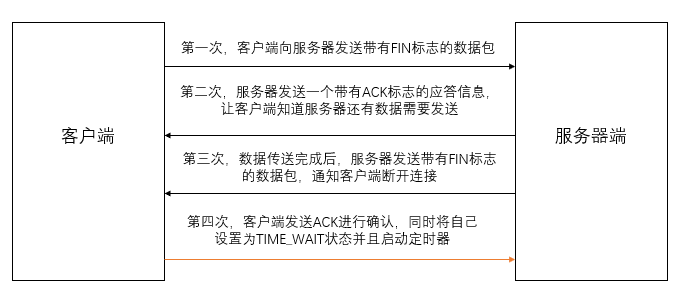 第一次，客户端向服务器发送带有FIN标志的数据包
第二次，服务器发送一个带有ACK标志的应答信息，
让客户端知道服务器还有数据需要发送
客户端
服务器端
第三次，数据传送完成后，服务器发送带有FIN标志
的数据包，通知客户端断开连接
第四次，客户端发送ACK进行确认，同时将自己
设置为TIME_WAIT状态并且启动定时器